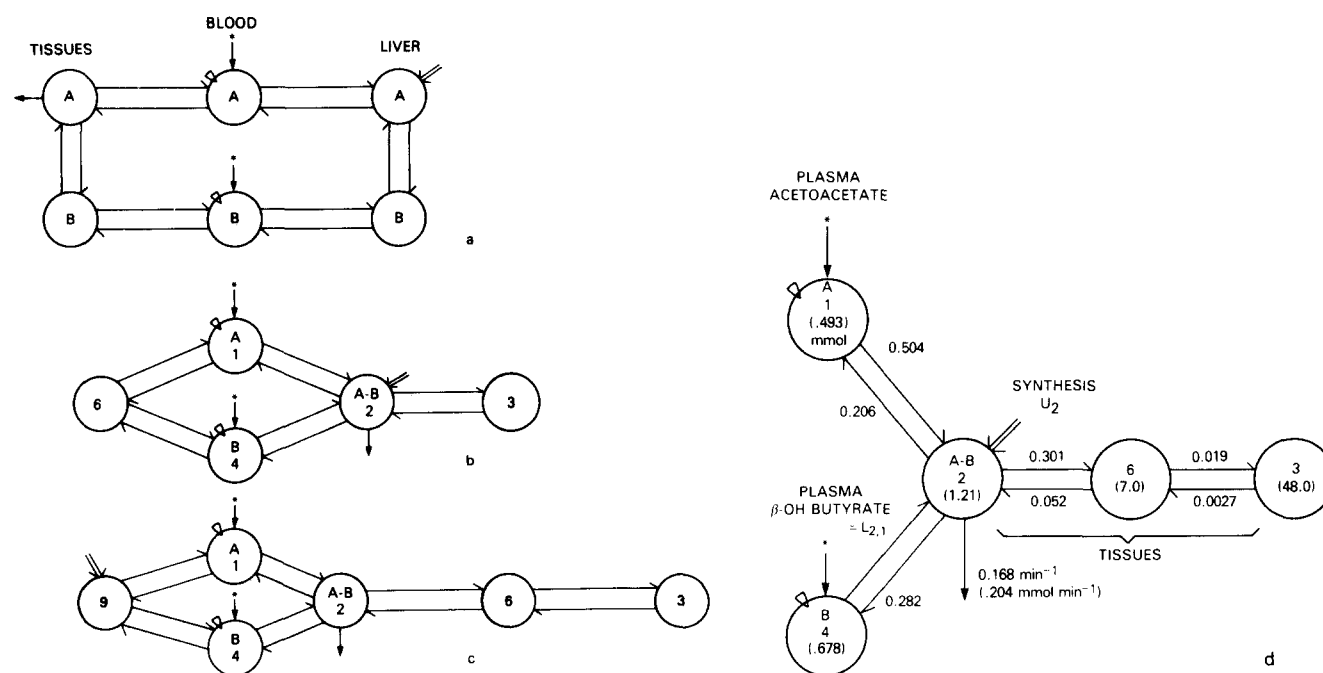 BLOOD
*
TISSUES
LIVER
A
A
A
*
B
B
B
a
*
A
1
6
*
A-B
2
3
B
4
b
*
A
1
9
*
A-B
2
6
3
B
4
c
PLASMA
ACETOACETATE
*
A
1
(.493)
mmol
0.504
0.206
SYNTHESIS
U2
A-B
2
(1.21)
0.301
0.052
6
(7.0)
0.019
0.0027
3
(48.0)
TISSUES
PLASMA
β-OH BUTYRATE
= L2,1
*
B
4
(.678)
0.282
0.168 min⁻¹
(.204 mmol min⁻¹)
d